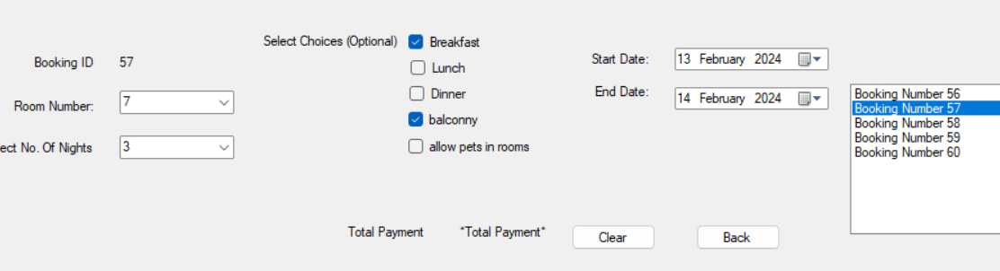 Select Choices (Optional) Breakfast
Booking ID 57
Lunch
Start Date: 13 February 2024
Dinner
End Date: 14 February 2024
Room Number: 7
balconny
ect No. Of Nights 3
allow pets in rooms
Booking Number 56
Booking Number 57
Booking Number 58
Booking Number 59
Booking Number 60
Total Payment *Total Payment* Clear Back